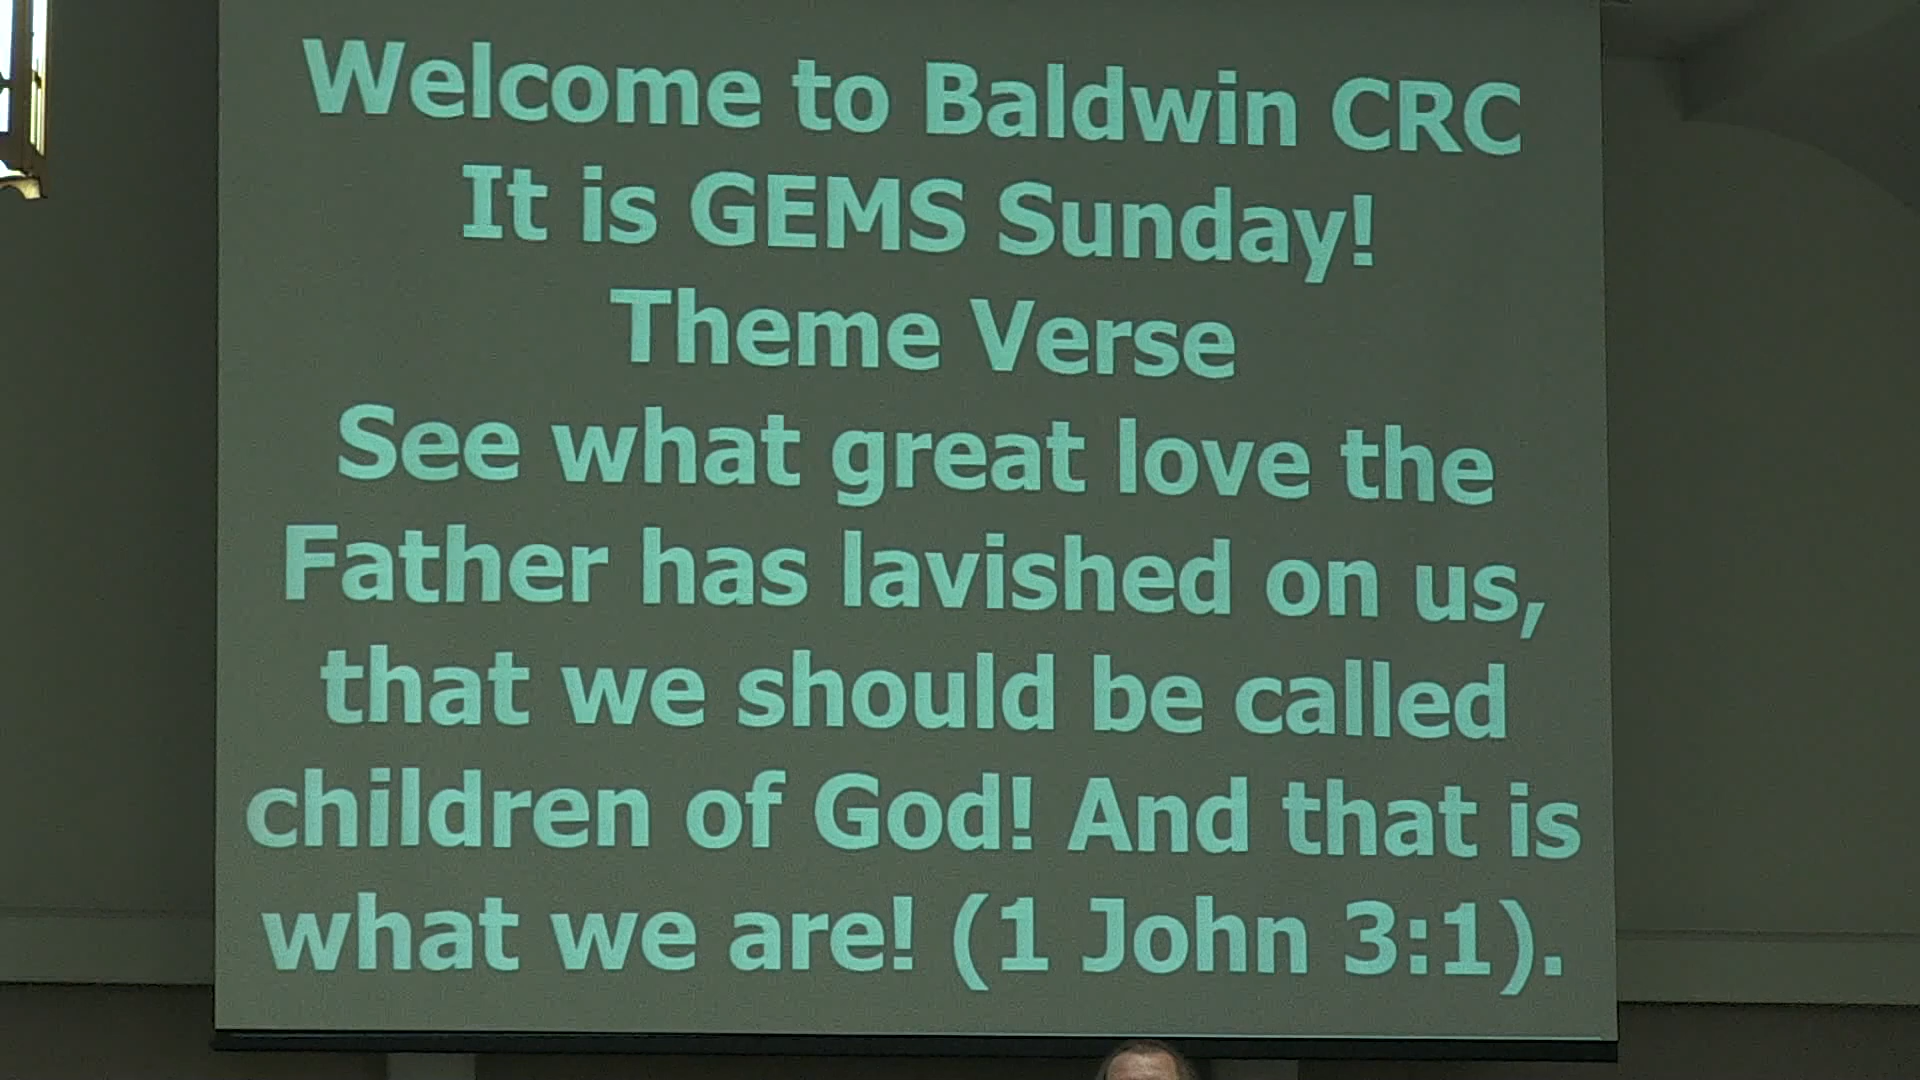 Welcome to Baldwin CRC
It is GEMS Sunday!
Theme Verse
See what great love the
Father has lavished on us,
that we should be called
children of God! And that is
what we are! (1 John 3:1).